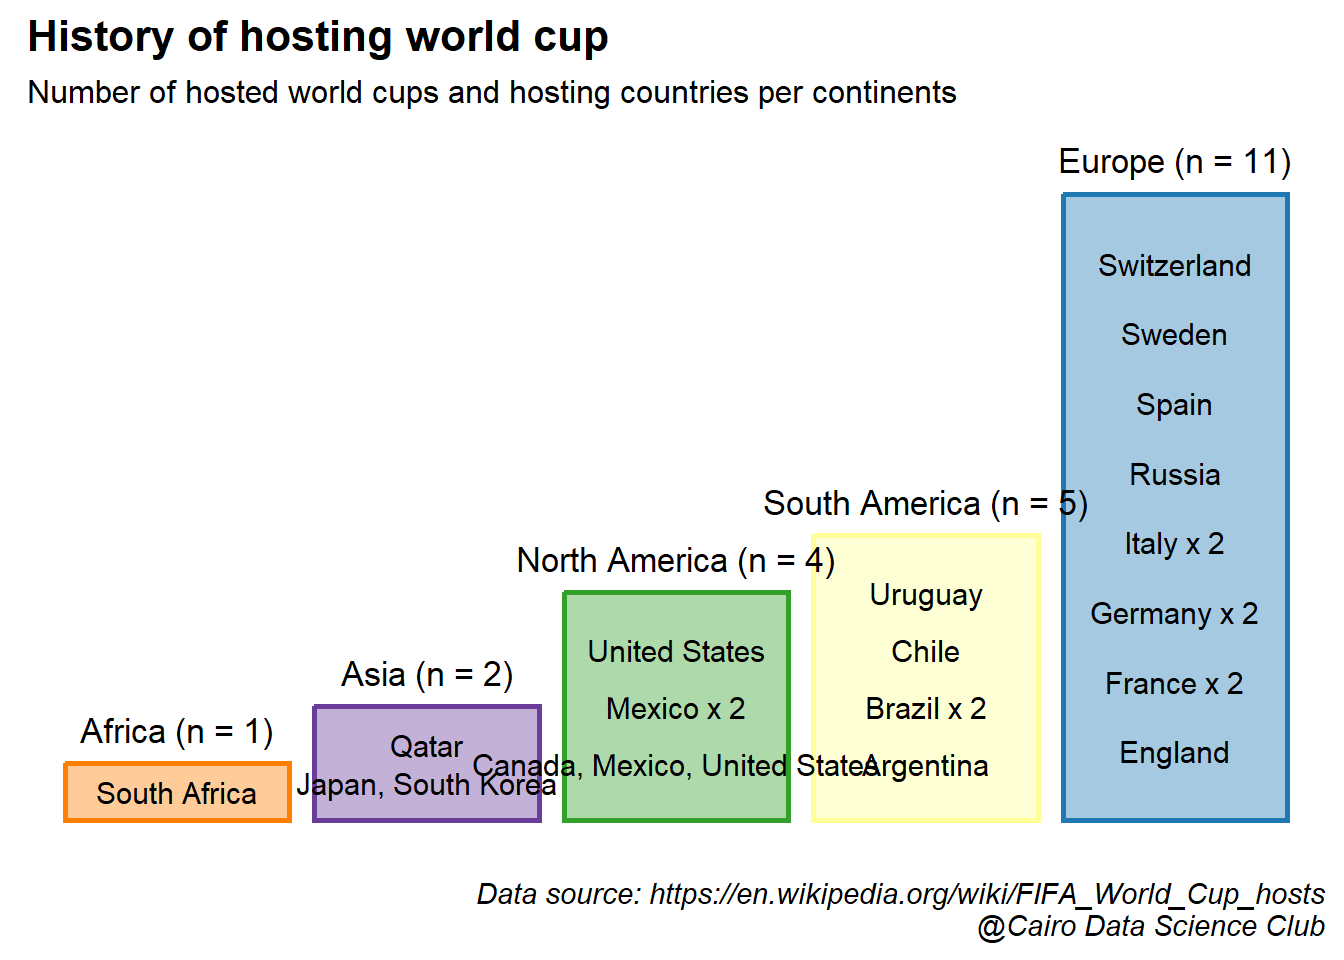 History of hosting world cup
Number of hosted world cups and hosting countries per continents
Africa (n = 1)
South Africa
Asia (n = 2)
Qatar
Japan, South Korea
North America (n = 4)
United States
Mexico x 2
Canada, Mexico, United States
South America (n = 5)
Uruguay
Chile
Brazil x 2
Argentina
Europe (n = 11)
Switzerland
Sweden
Spain
Russia
Italy x 2
Germany x 2
France x 2
England
Data source: https://en.wikipedia.org/wiki/FIFA_World_Cup_hosts
@Cairo Data Science Club